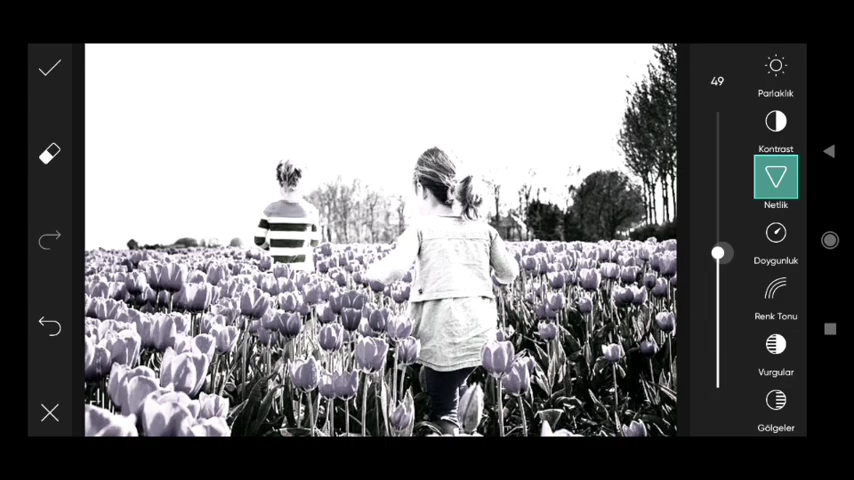 49
Parlaklık
Kontrast
Netlik
Doygunluk
Renk Tonu
Vurgular
Gölgeler